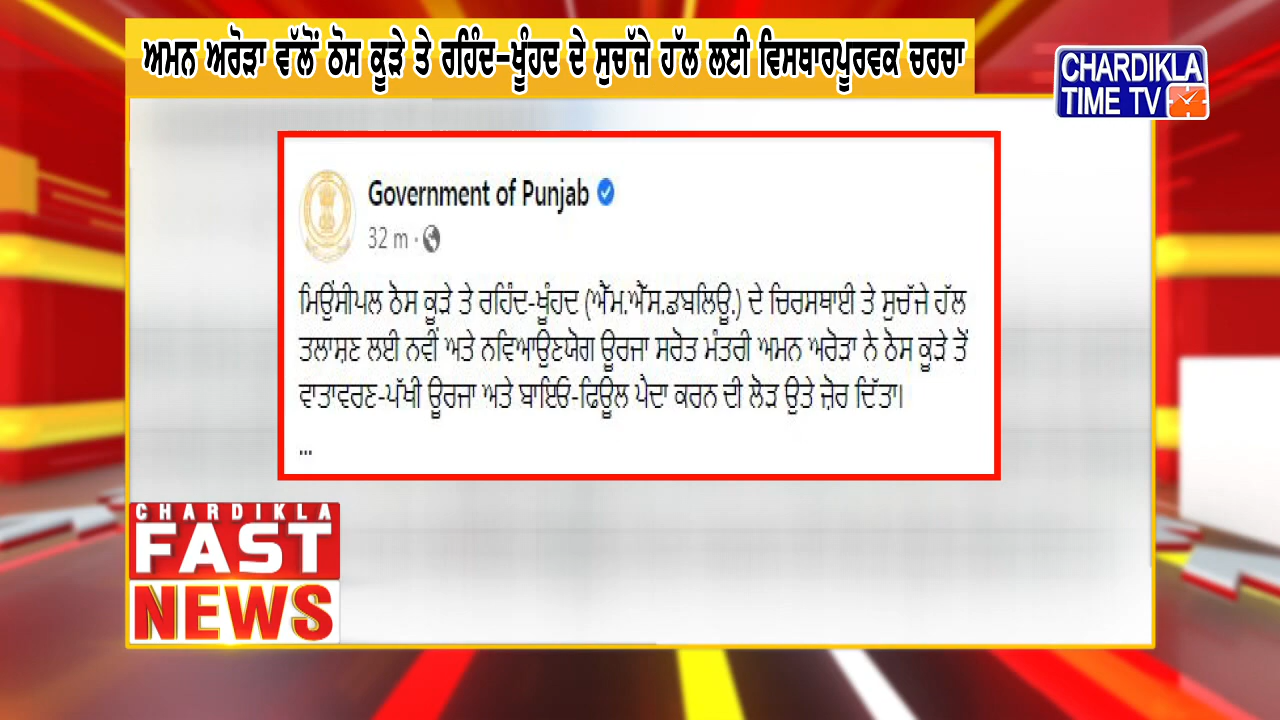 ਅਮਨ ਅਰੋੜਾ ਵੱਲੋਂ ਠੋਸ ਕੂੜੇ ਤੇ ਰਹਿੰਦ-ਖੂੰਹਦ ਦੇ ਸੁਚੱਜੇ ਹੱਲ ਲਈ ਵਿਸਥਾਰਪੂਰਵਕ ਚਰਚਾ
CHARDIKLA
TIME TV
Government of Punjab
32 m ·
ਮਿਉਂਸੀਪਲ ਠੋਸ ਕੂੜੇ ਤੇ ਰਹਿੰਦ-ਖੂੰਹਦ (ਐੱਮ.ਐੱਸ.ਡਬਲਿਊ.) ਦੇ ਚਿਰਸਥਾਈ ਤੇ ਸੁਚੱਜੇ ਹੱਲ
ਤਲਾਸ਼ਣ ਲਈ ਨਵੀਂ ਅਤੇ ਨਵਿਆਉਣਯੋਗ ਊਰਜਾ ਸਰੋਤ ਮੰਤਰੀ ਅਮਨ ਅਰੋੜਾ ਨੇ ਠੋਸ ਕੂੜੇ ਤੋਂ
ਵਾਤਾਵਰਣ-ਪੱਖੀ ਊਰਜਾ ਅਤੇ ਬਾਇਓ-ਫਿਊਲ ਪੈਦਾ ਕਰਨ ਦੀ ਲੋੜ ਉਤੇ ਜ਼ੋਰ ਦਿੱਤਾ।
...
CHARDIKLA
FAST
NEWS